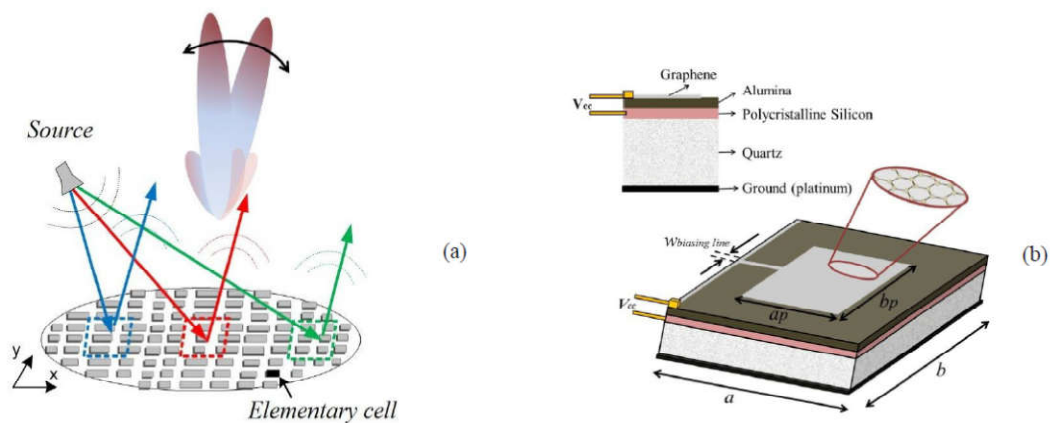 Source
y
x
Elementary cell
(a)
Graphene
Vcc
Alumina
Polycristalline Silicon
Quartz
Ground (platinum)
Wbiasing line
Vcc
ap
bp
a
b
(b)